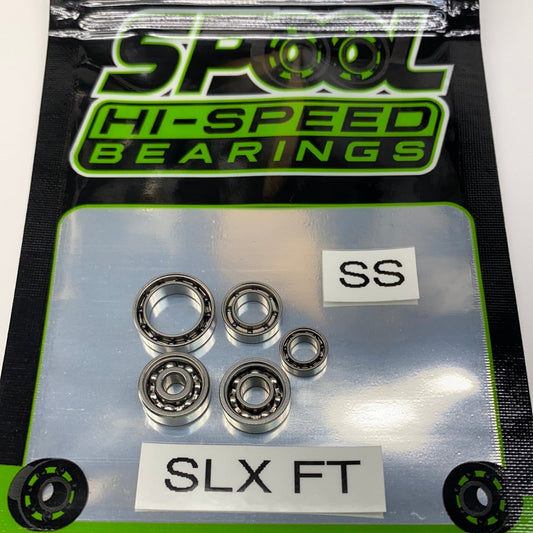 SPOOL
HI-SPEED
BEARINGS
SS
SLX FT